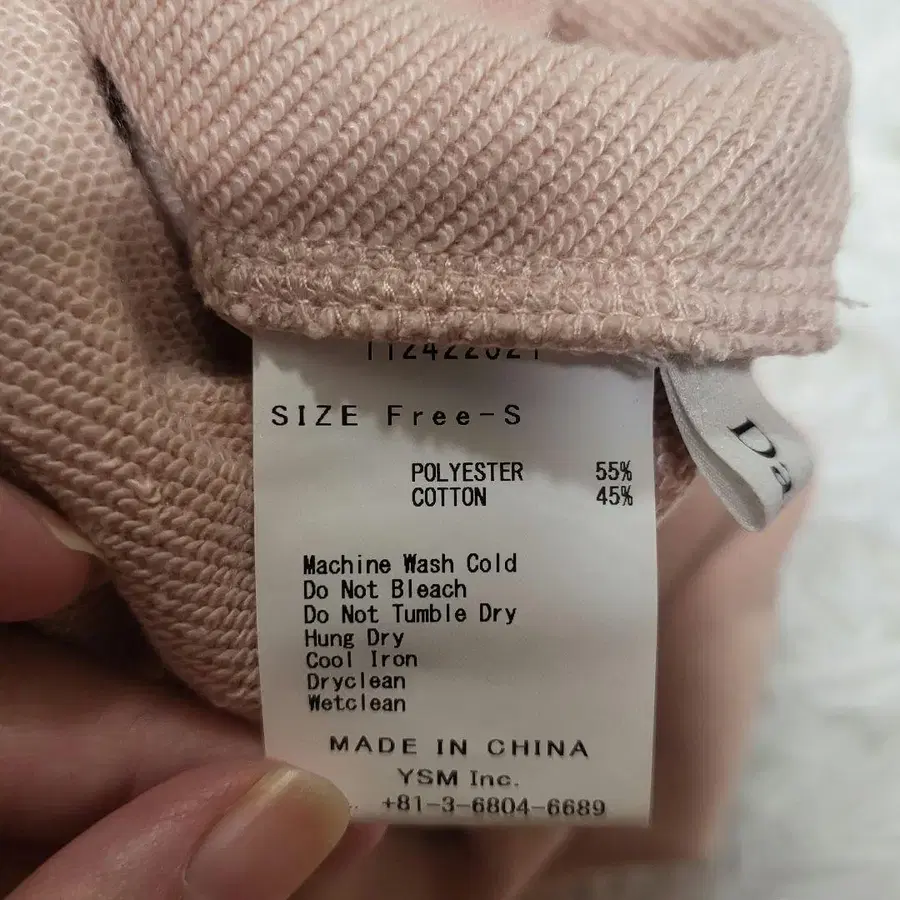 SIZE Free-S
POLYESTER 55%
COTTON 45%
Machine Wash Cold
Do Not Bleach
Do Not Tumble Dry
Hung Dry
Cool Iron
Dryclean
Wetclean
MADE IN CHINA
YSM Inc.
+81-3-6804-6689